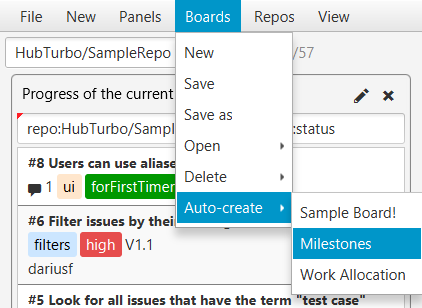 File New Panels Boards Repos View
HubTurbo/SampleRepo /57
New
Save
Save as
Open
Delete
Auto-create
Sample Board!
Milestones
Work Allocation
Progress of the current
repo:HubTurbo/Samp :status
#8 Users can use aliase
1 ui forFirstTimer
#6 Filter issues by thei
filters high V1.1
dariusf
#5 Look for all issues that have the term "test case"